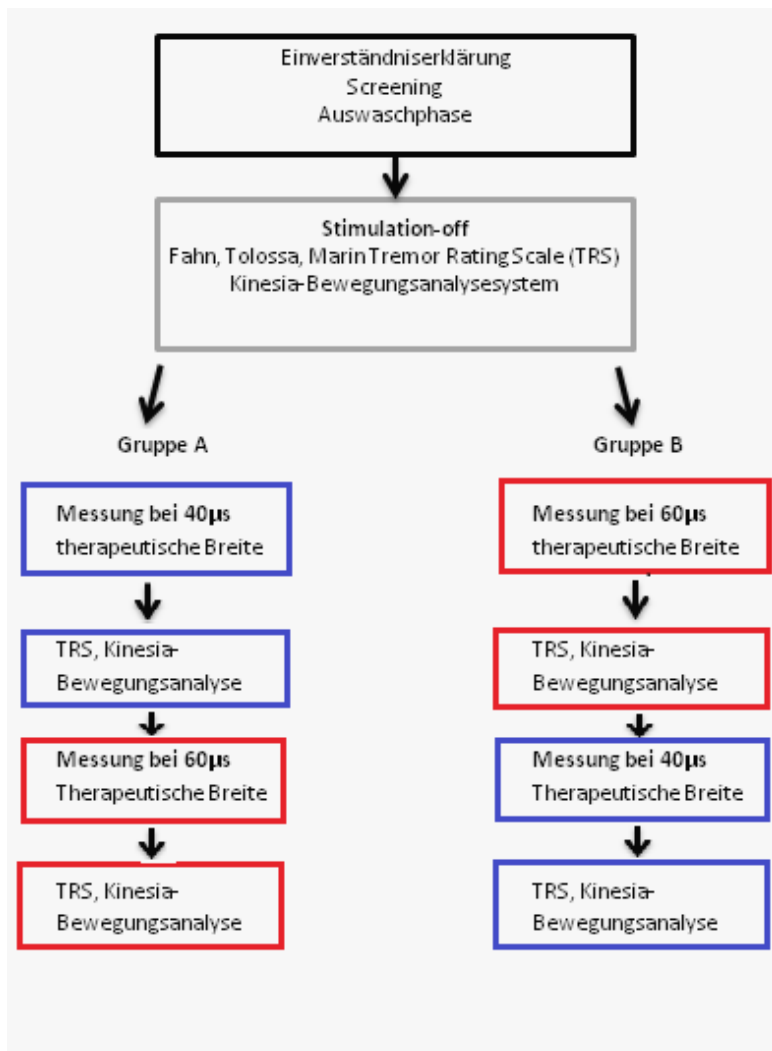 Einverständniserklärung
Screening
Auswaschphase
Stimulation-off
Fahn, Tolossa, Marin Tremor Rating Scale (TRS)
Kinesia-Bewegungsanalysesystem
Gruppe A
Messung bei 40µs
therapeutische Breite
TRS, Kinesia-
Bewegungsanalyse
Messung bei 60µs
Therapeutische Breite
TRS, Kinesia-
Bewegungsanalyse
Gruppe B
Messung bei 60µs
therapeutische Breite
TRS, Kinesia-
Bewegungsanalyse
Messung bei 40µs
Therapeutische Breite
TRS, Kinesia-
Bewegungsanalyse